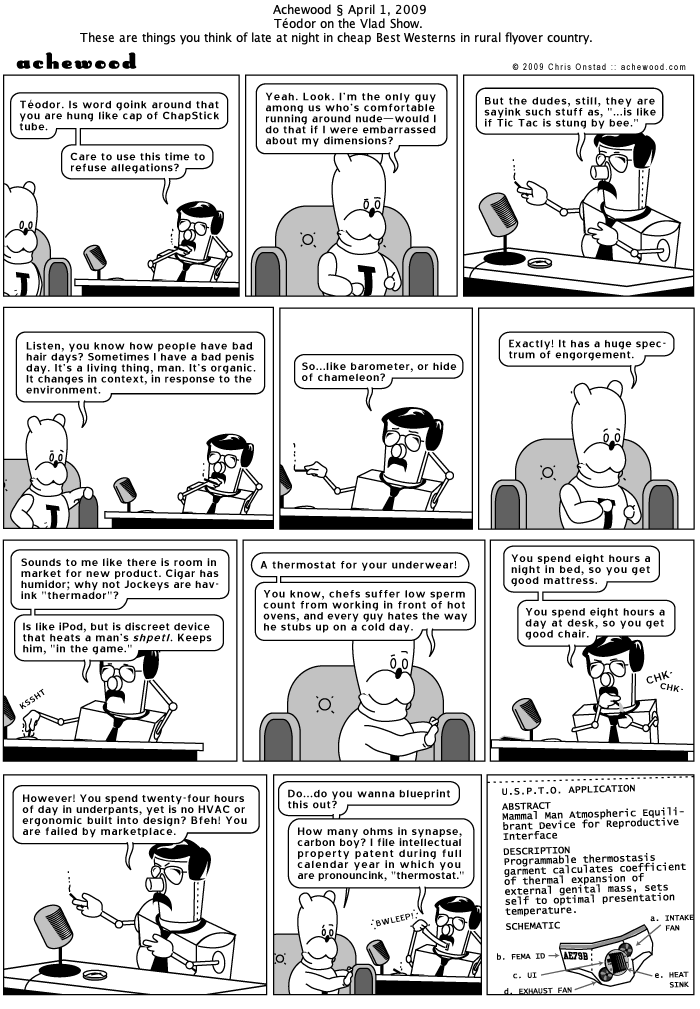 Achewood § April 1, 2009
Téodor on the Vlad Show.
These are things you think of late at night in cheap Best Westerns in rural flyover country.
achewood
© 2009 Chris Onstad :: achewood.com
Téodor. Is word goink around that
you are hung like cap of ChapStick
tube.
Care to use this time to
refuse allegations?
Yeah. Look. I'm the only guy
among us who's comfortable
running around nude—would I
do that if I were embarrassed
about my dimensions?
But the dudes, still, they are
sayink such stuff as, "...is like
if Tic Tac is stung by bee."
T
T
Listen, you know how people have bad
hair days? Sometimes I have a bad penis
day. It's a living thing, man. It's organic.
It changes in context, in response to the
environment.
So...like barometer, or hide
of chameleon?
Exactly! It has a huge spec-
trum of engorgement.
T
T
Sounds to me like there is room in
market for new product. Cigar has
humidor; why not Jockeys are hav-
ink "thermador"?
Is like iPod, but is discreet device
that heats a man's shpetl. Keeps
him, "in the game."
KSSHT
A thermostat for your underwear!
You know, chefs suffer low sperm
count from working in front of hot
ovens, and every guy hates the way
he stubs up on a cold day.
You spend eight hours a
night in bed, so you get
good mattress.
You spend eight hours a
day at desk, so you get
good chair.
CHK-
CHK-
However! You spend twenty-four hours
of day in underpants, yet is no HVAC or
ergonomic built into design? Bfeh! You
are failed by marketplace.
Do...do you wanna blueprint
this out?
How many ohms in synapse,
carbon boy? I file intellectual
property patent during full
calendar year in which you
are pronouncink, "thermostat."
BWLEEP!
T
U.S.P.T.O. APPLICATION
ABSTRACT
Mammal Man Atmospheric Equili-
brant Device for Reproductive
Interface
DESCRIPTION
Programmable thermostasis
garment calculates coefficient
of thermal expansion of
external genital mass, sets
self to optimal presentation
temperature.
SCHEMATIC
a. INTAKE
FAN
b. FEMA ID
AE79B
c. UI
e. HEAT
SINK
d. EXHAUST FAN